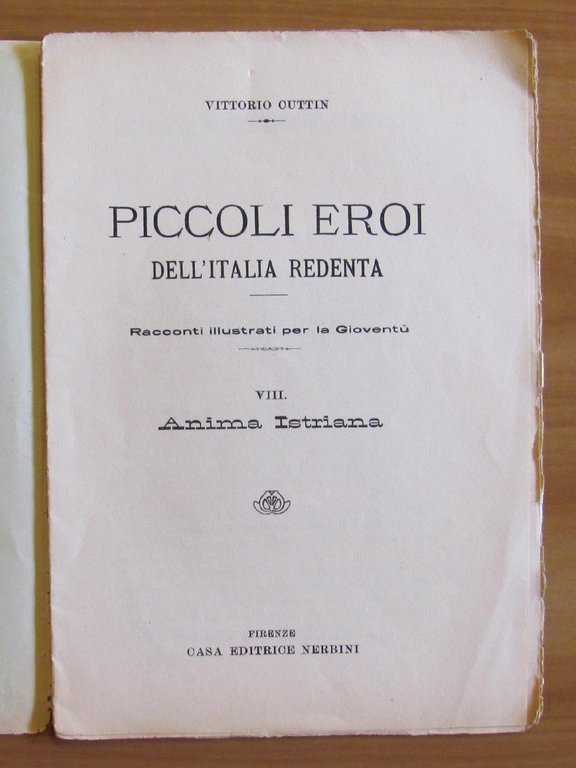 VITTORIO CUTTIN
PICCOLI EROI
DELL'ITALIA REDENTA
Racconti illustrati per la Gioventù
VIII.
Anima Istriana
FIRENZE
CASA EDITRICE NERBINI